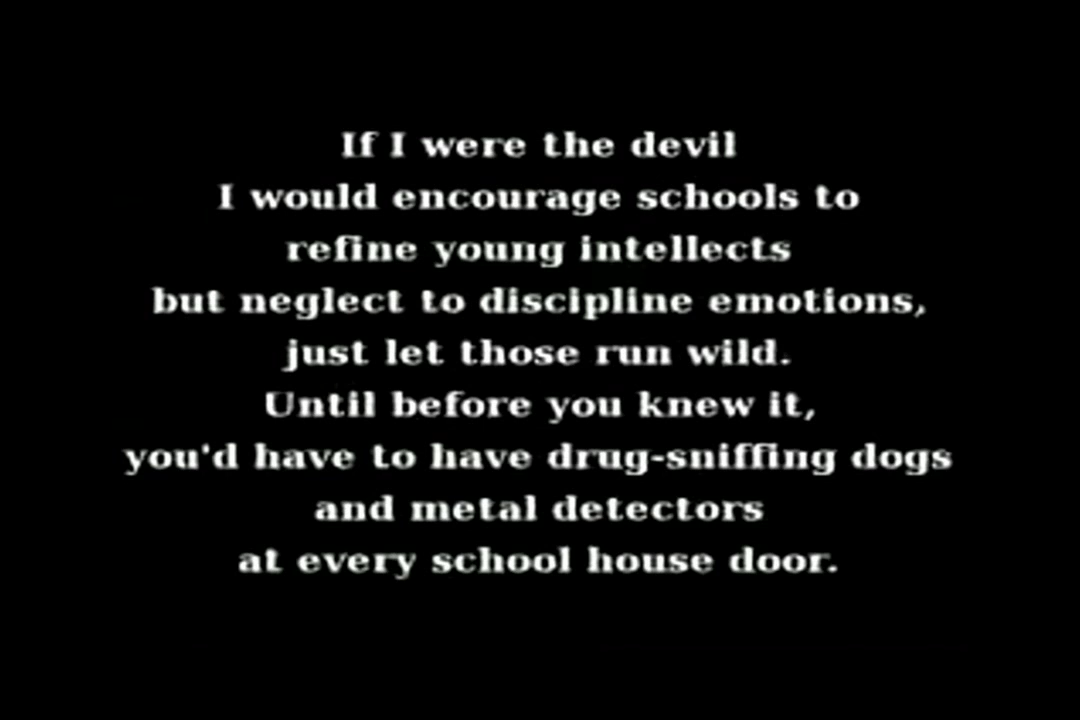 If I were the devil
I would encourage schools to
refine young intellects
but neglect to discipline emotions,
just let those run wild.
Until before you knew it,
you'd have to have drug-sniffing dogs
and metal detectors
at every school house door.